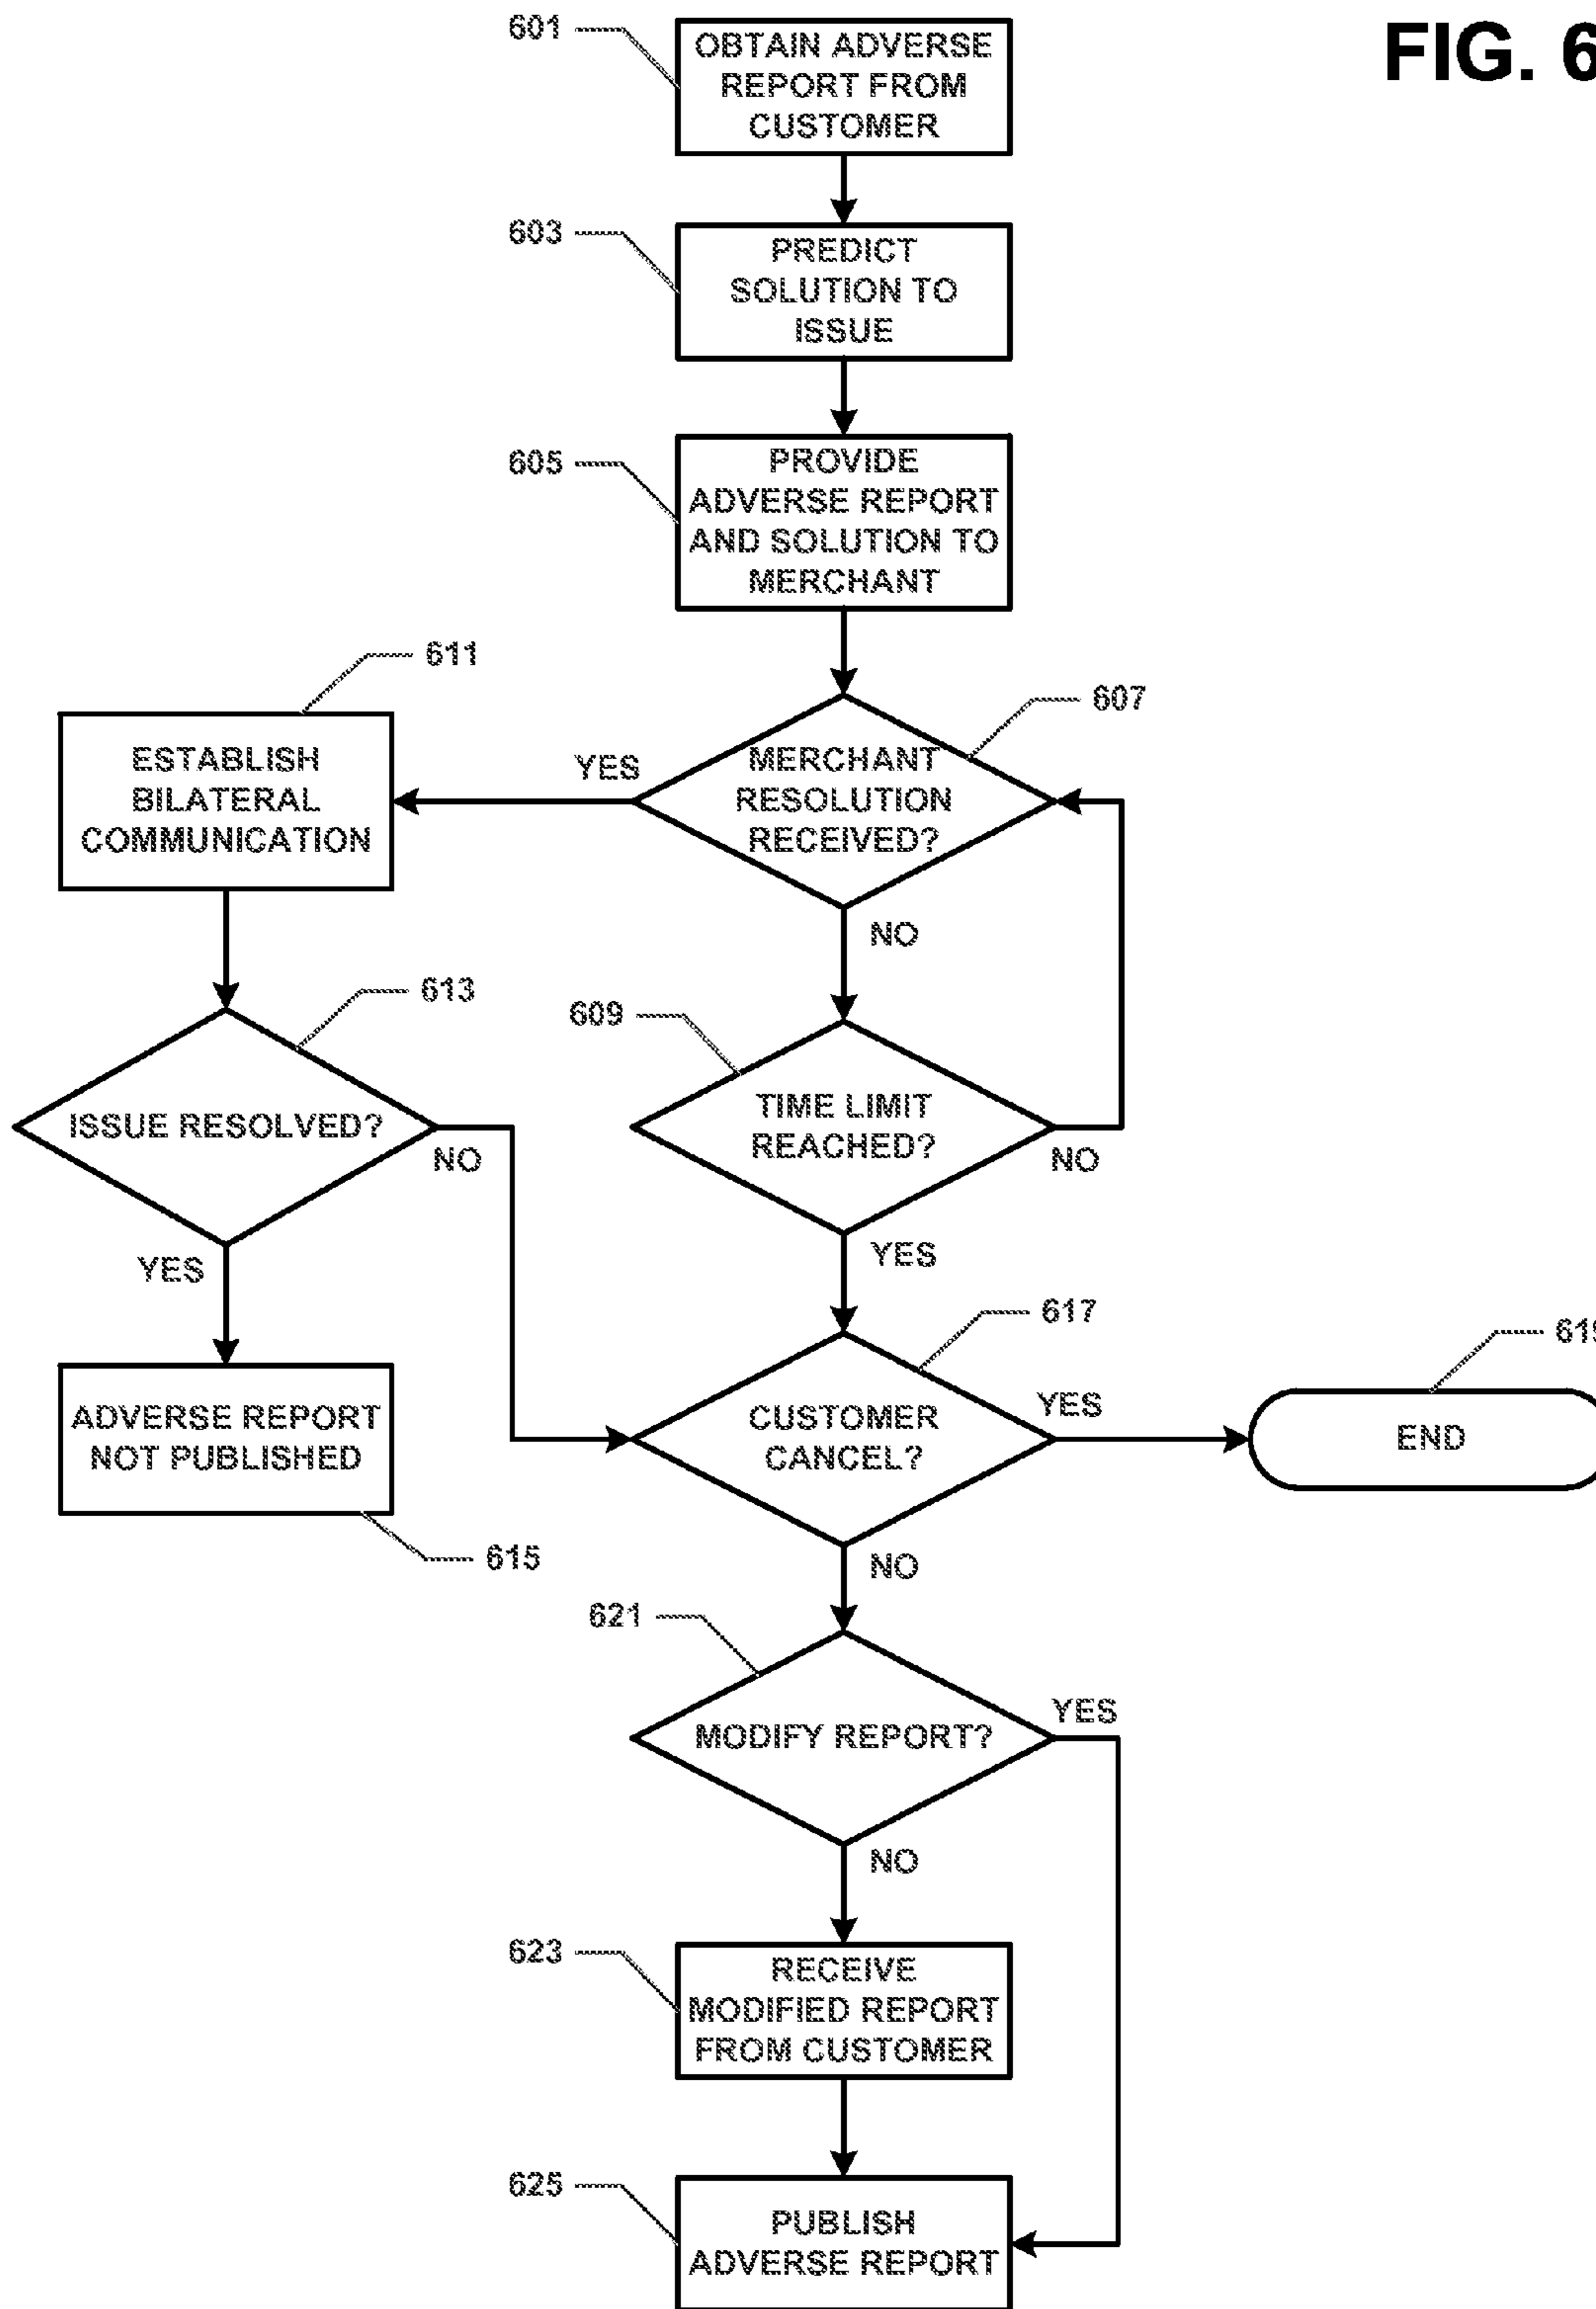 FIG. 6
601
OBTAIN ADVERSE
REPORT FROM
CUSTOMER
603
PREDICT
SOLUTION TO
ISSUE
605
PROVIDE
ADVERSE REPORT
AND SOLUTION TO
MERCHANT
611
607
ESTABLISH
BILATERAL
COMMUNICATION
YES
MERCHANT
RESOLUTION
RECEIVED?
NO
613
609
ISSUE RESOLVED?
NO
TIME LIMIT
REACHED?
NO
YES
YES
617
619
ADVERSE REPORT
NOT PUBLISHED
CUSTOMER
CANCEL?
YES
END
615
NO
621
MODIFY REPORT?
YES
NO
623
RECEIVE
MODIFIED REPORT
FROM CUSTOMER
625
PUBLISH
ADVERSE REPORT